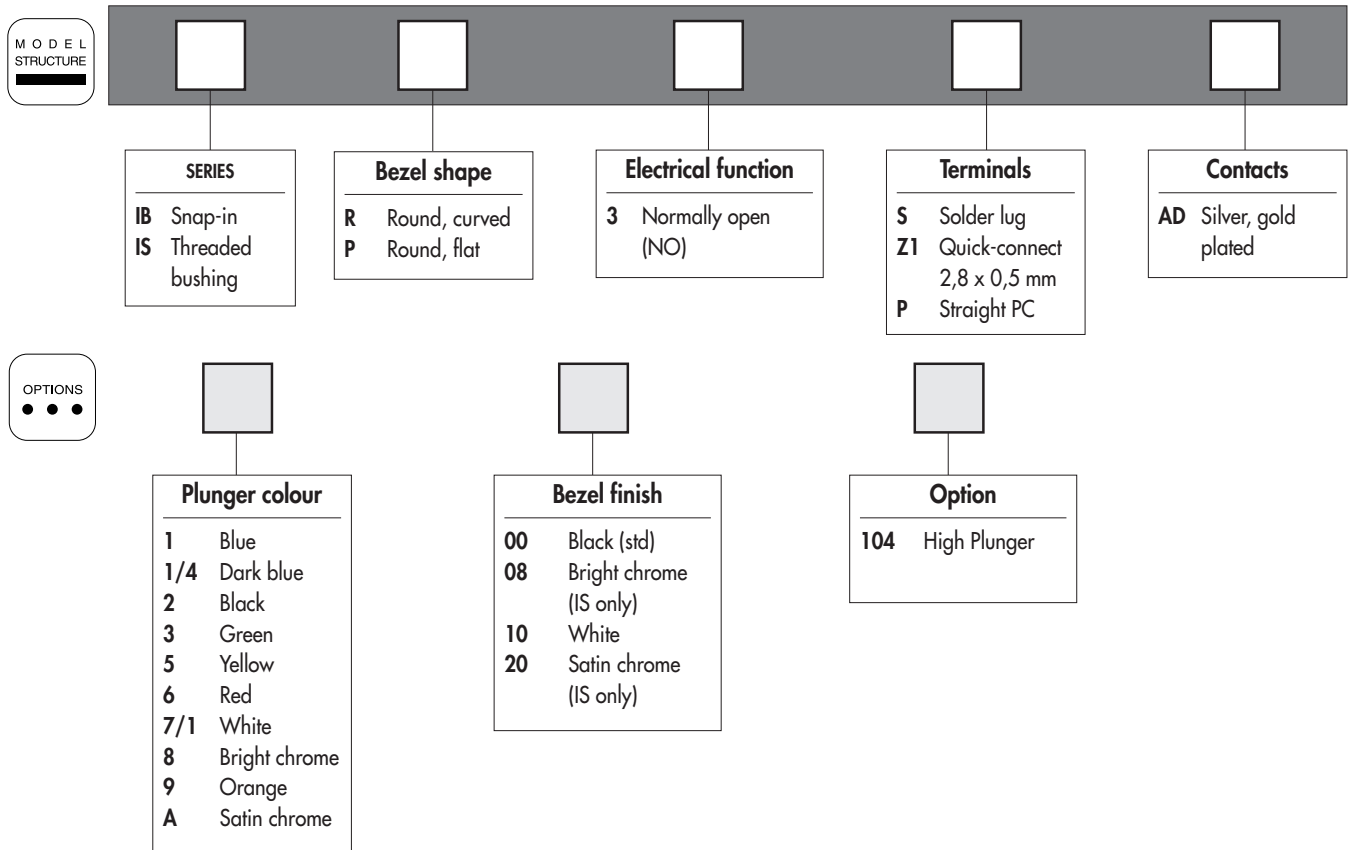 MODEL
STRUCTURE
SERIES
IB Snap-in
IS Threaded
bushing
Bezel shape
R Round, curved
P Round, flat
Electrical function
3 Normally open
(NO)
Terminals
S Solder lug
Z1 Quick-connect
2,8 x 0,5 mm
P Straight PC
Contacts
AD Silver, gold
plated
OPTIONS
Plunger colour
1 Blue
1/4 Dark blue
2 Black
3 Green
5 Yellow
6 Red
7/1 White
8 Bright chrome
9 Orange
A Satin chrome
Bezel finish
00 Black (std)
08 Bright chrome
(IS only)
10 White
20 Satin chrome
(IS only)
Option
104 High Plunger